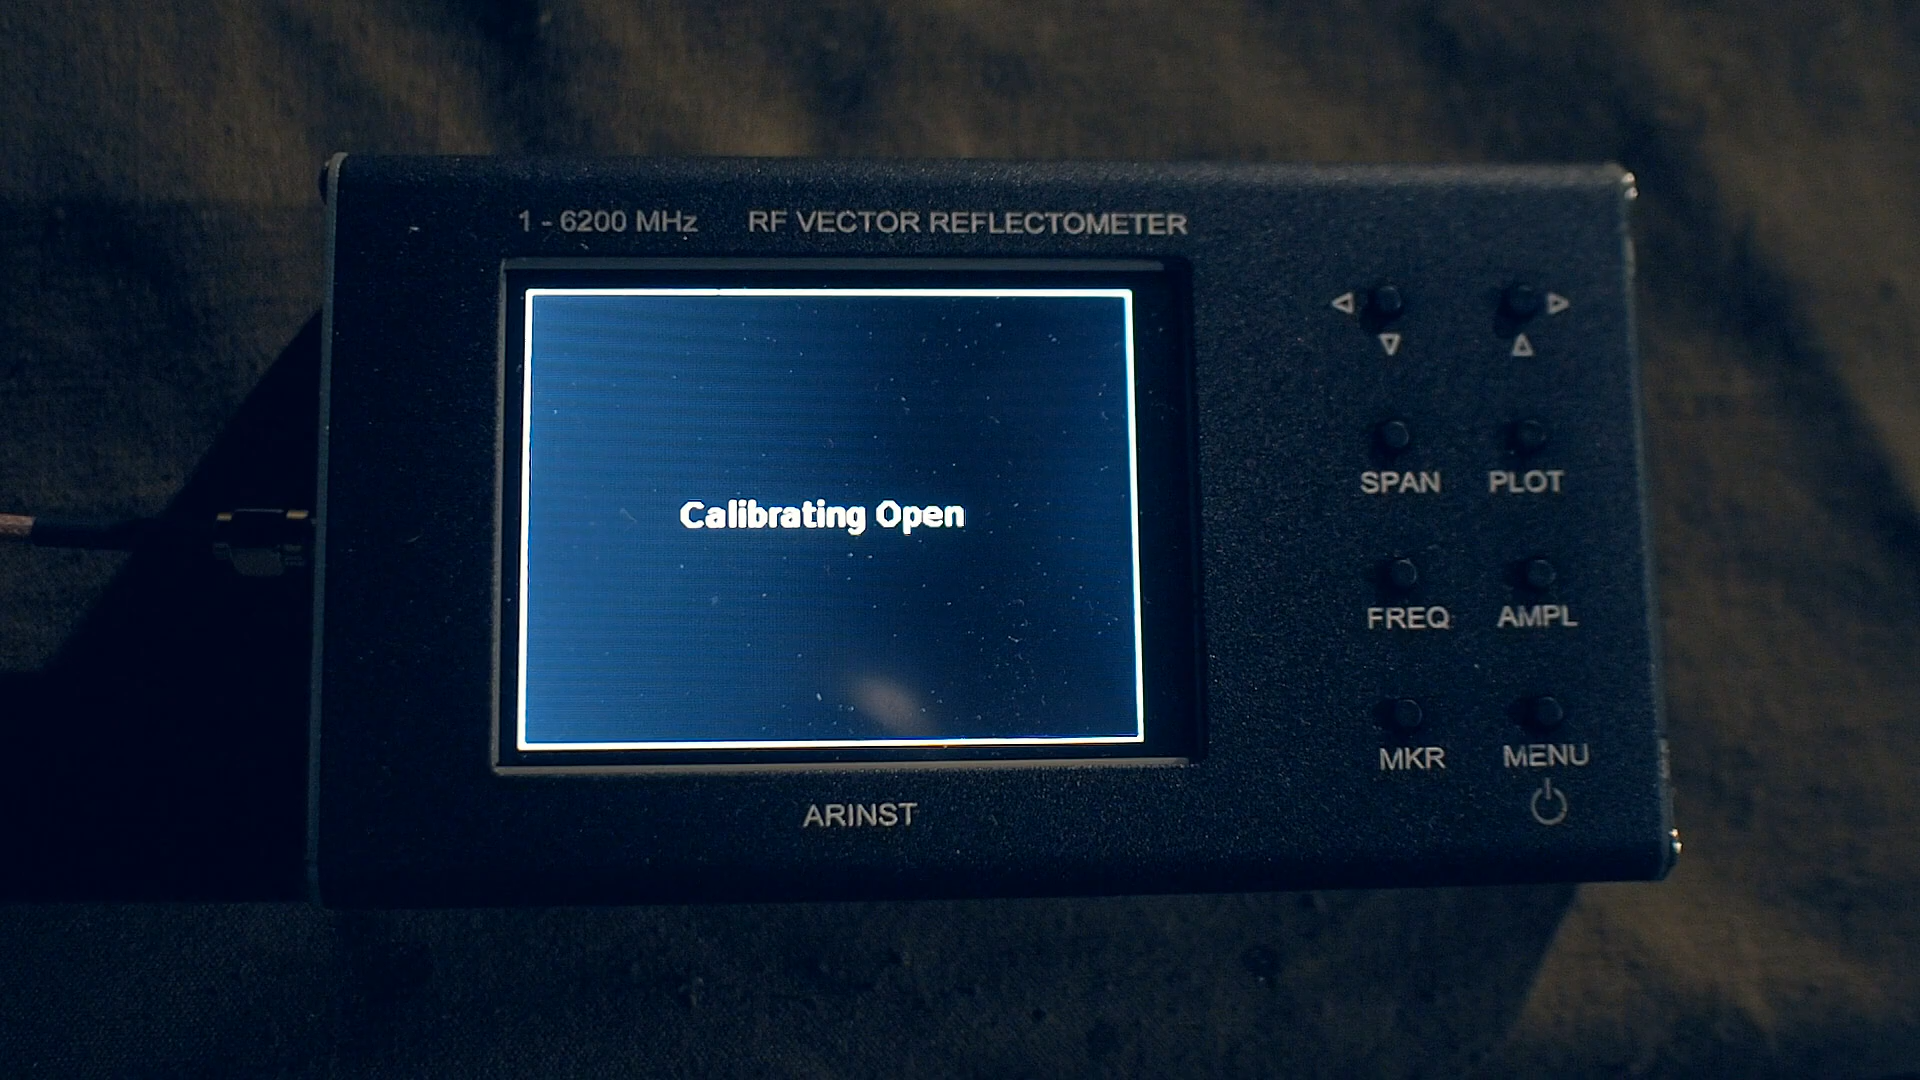 1 - 6200 MHz RF VECTOR REFLECTOMETER
Calibrating Open
SPAN PLOT
FREQ AMPL
MKR MENU
ARINST